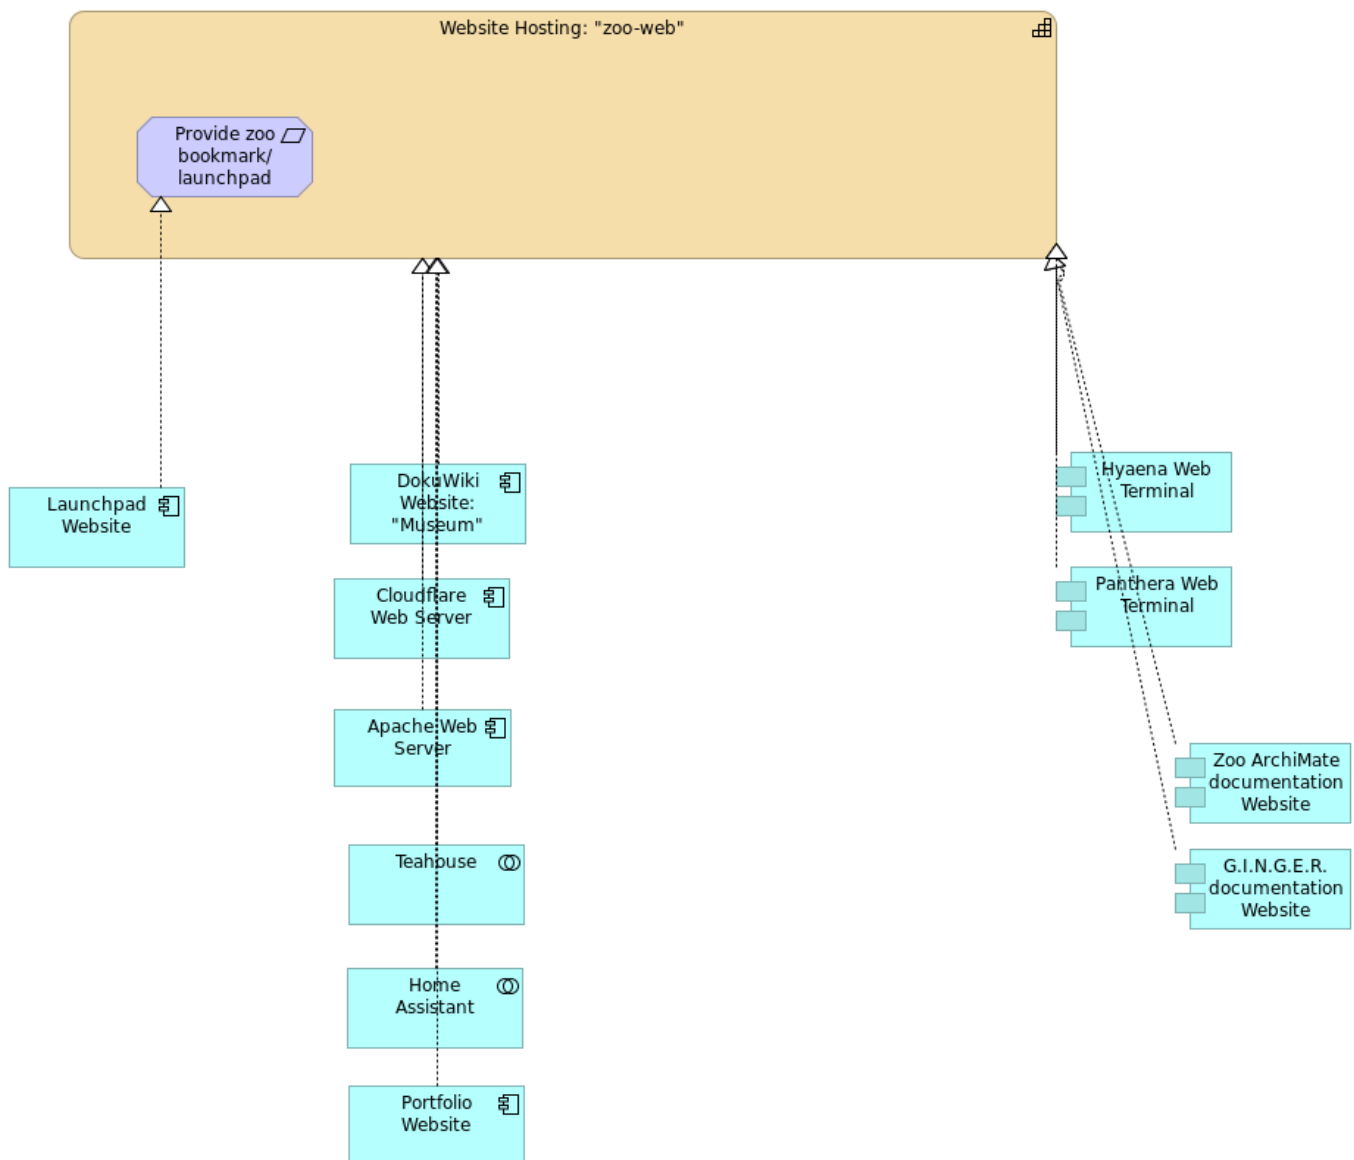 Website Hosting: "zoo-web"
Provide zoo
bookmark/
launchpad
Launchpad
Website
DokuWiki
Website:
"Museum"
Cloudflare
Web Server
Apache Web
Server
Teahouse
Home
Assistant
Portfolio
Website
Hyaena Web
Terminal
Panthera Web
Terminal
Zoo ArchiMate
documentation
Website
G.I.N.G.E.R.
documentation
Website